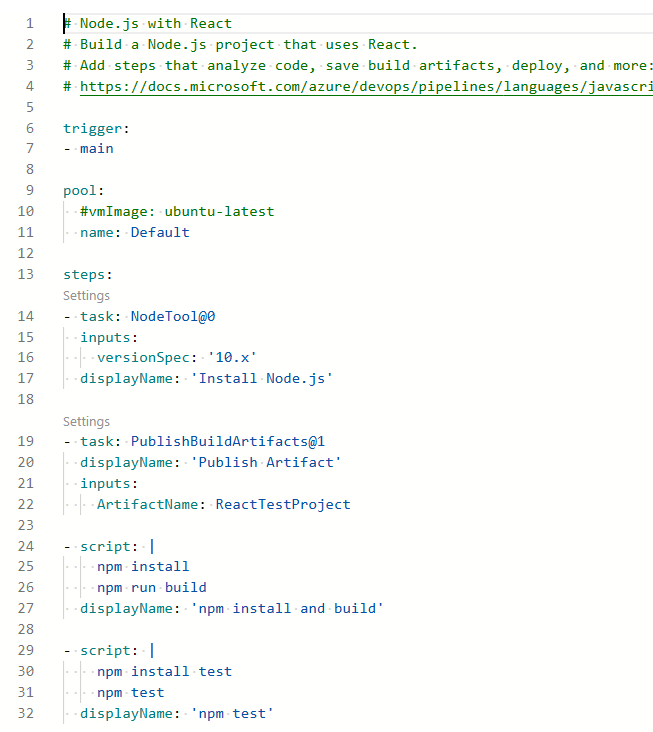 1 # Node.js with React
2 # Build a Node.js project that uses React.
3 # Add steps that analyze code, save build artifacts, deploy, and more:
4 # https://docs.microsoft.com/azure/devops/pipelines/languages/javascri
5
6 trigger:
7 - main
8
9 pool:
10   #vmImage: ubuntu-latest
11   name: Default
12
13 steps:
Settings
14 - task: NodeTool@0
15   inputs:
16     versionSpec: '10.x'
17   displayName: 'Install Node.js'
18
Settings
19 - task: PublishBuildArtifacts@1
20   displayName: 'Publish Artifact'
21   inputs:
22     ArtifactName: ReactTestProject
23
24 - script: |
25     npm install
26     npm run build
27   displayName: 'npm install and build'
28
29 - script: |
30     npm install test
31     npm test
32   displayName: 'npm test'